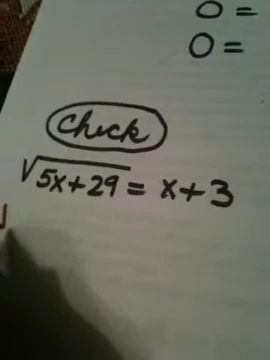 0 =
0 =
Check
√5x+29 = x+3